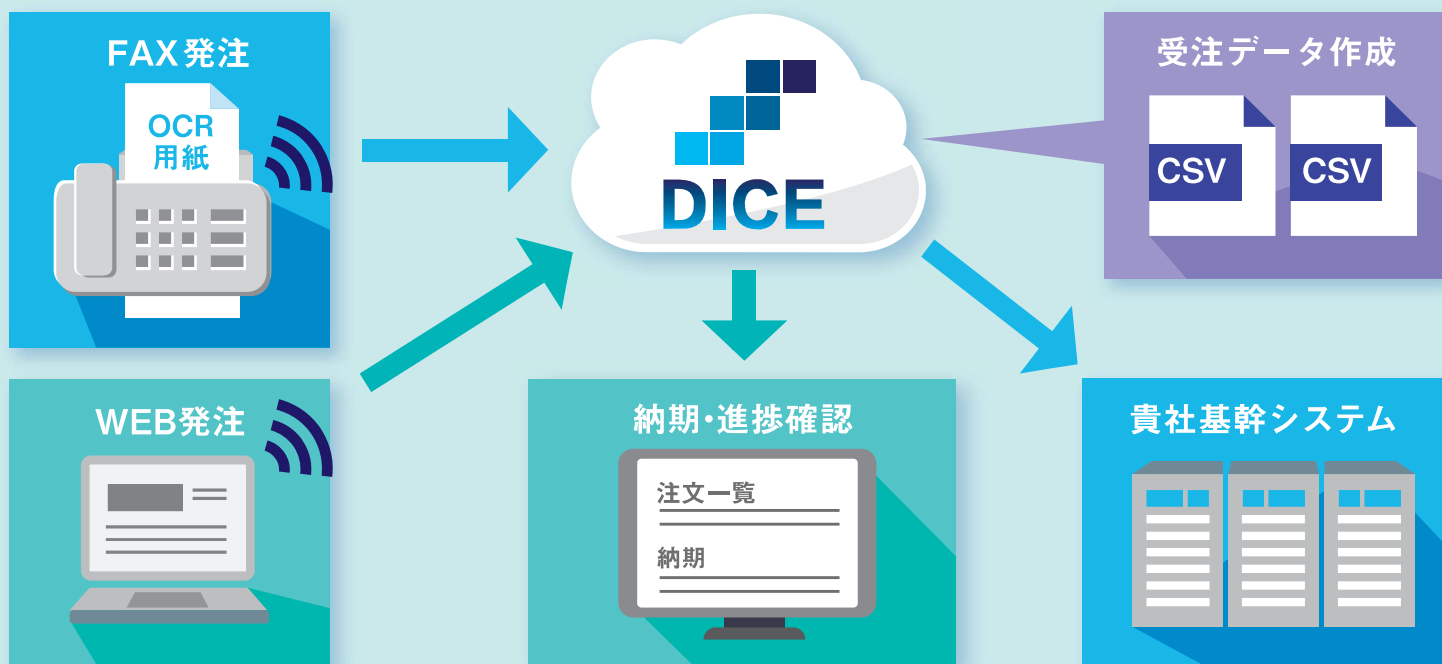 FAX発注
OCR
用紙
DICE
受注データ作成
CSV
CSV
WEB発注
納期・進捗確認
注文一覧
納期
貴社基幹システム